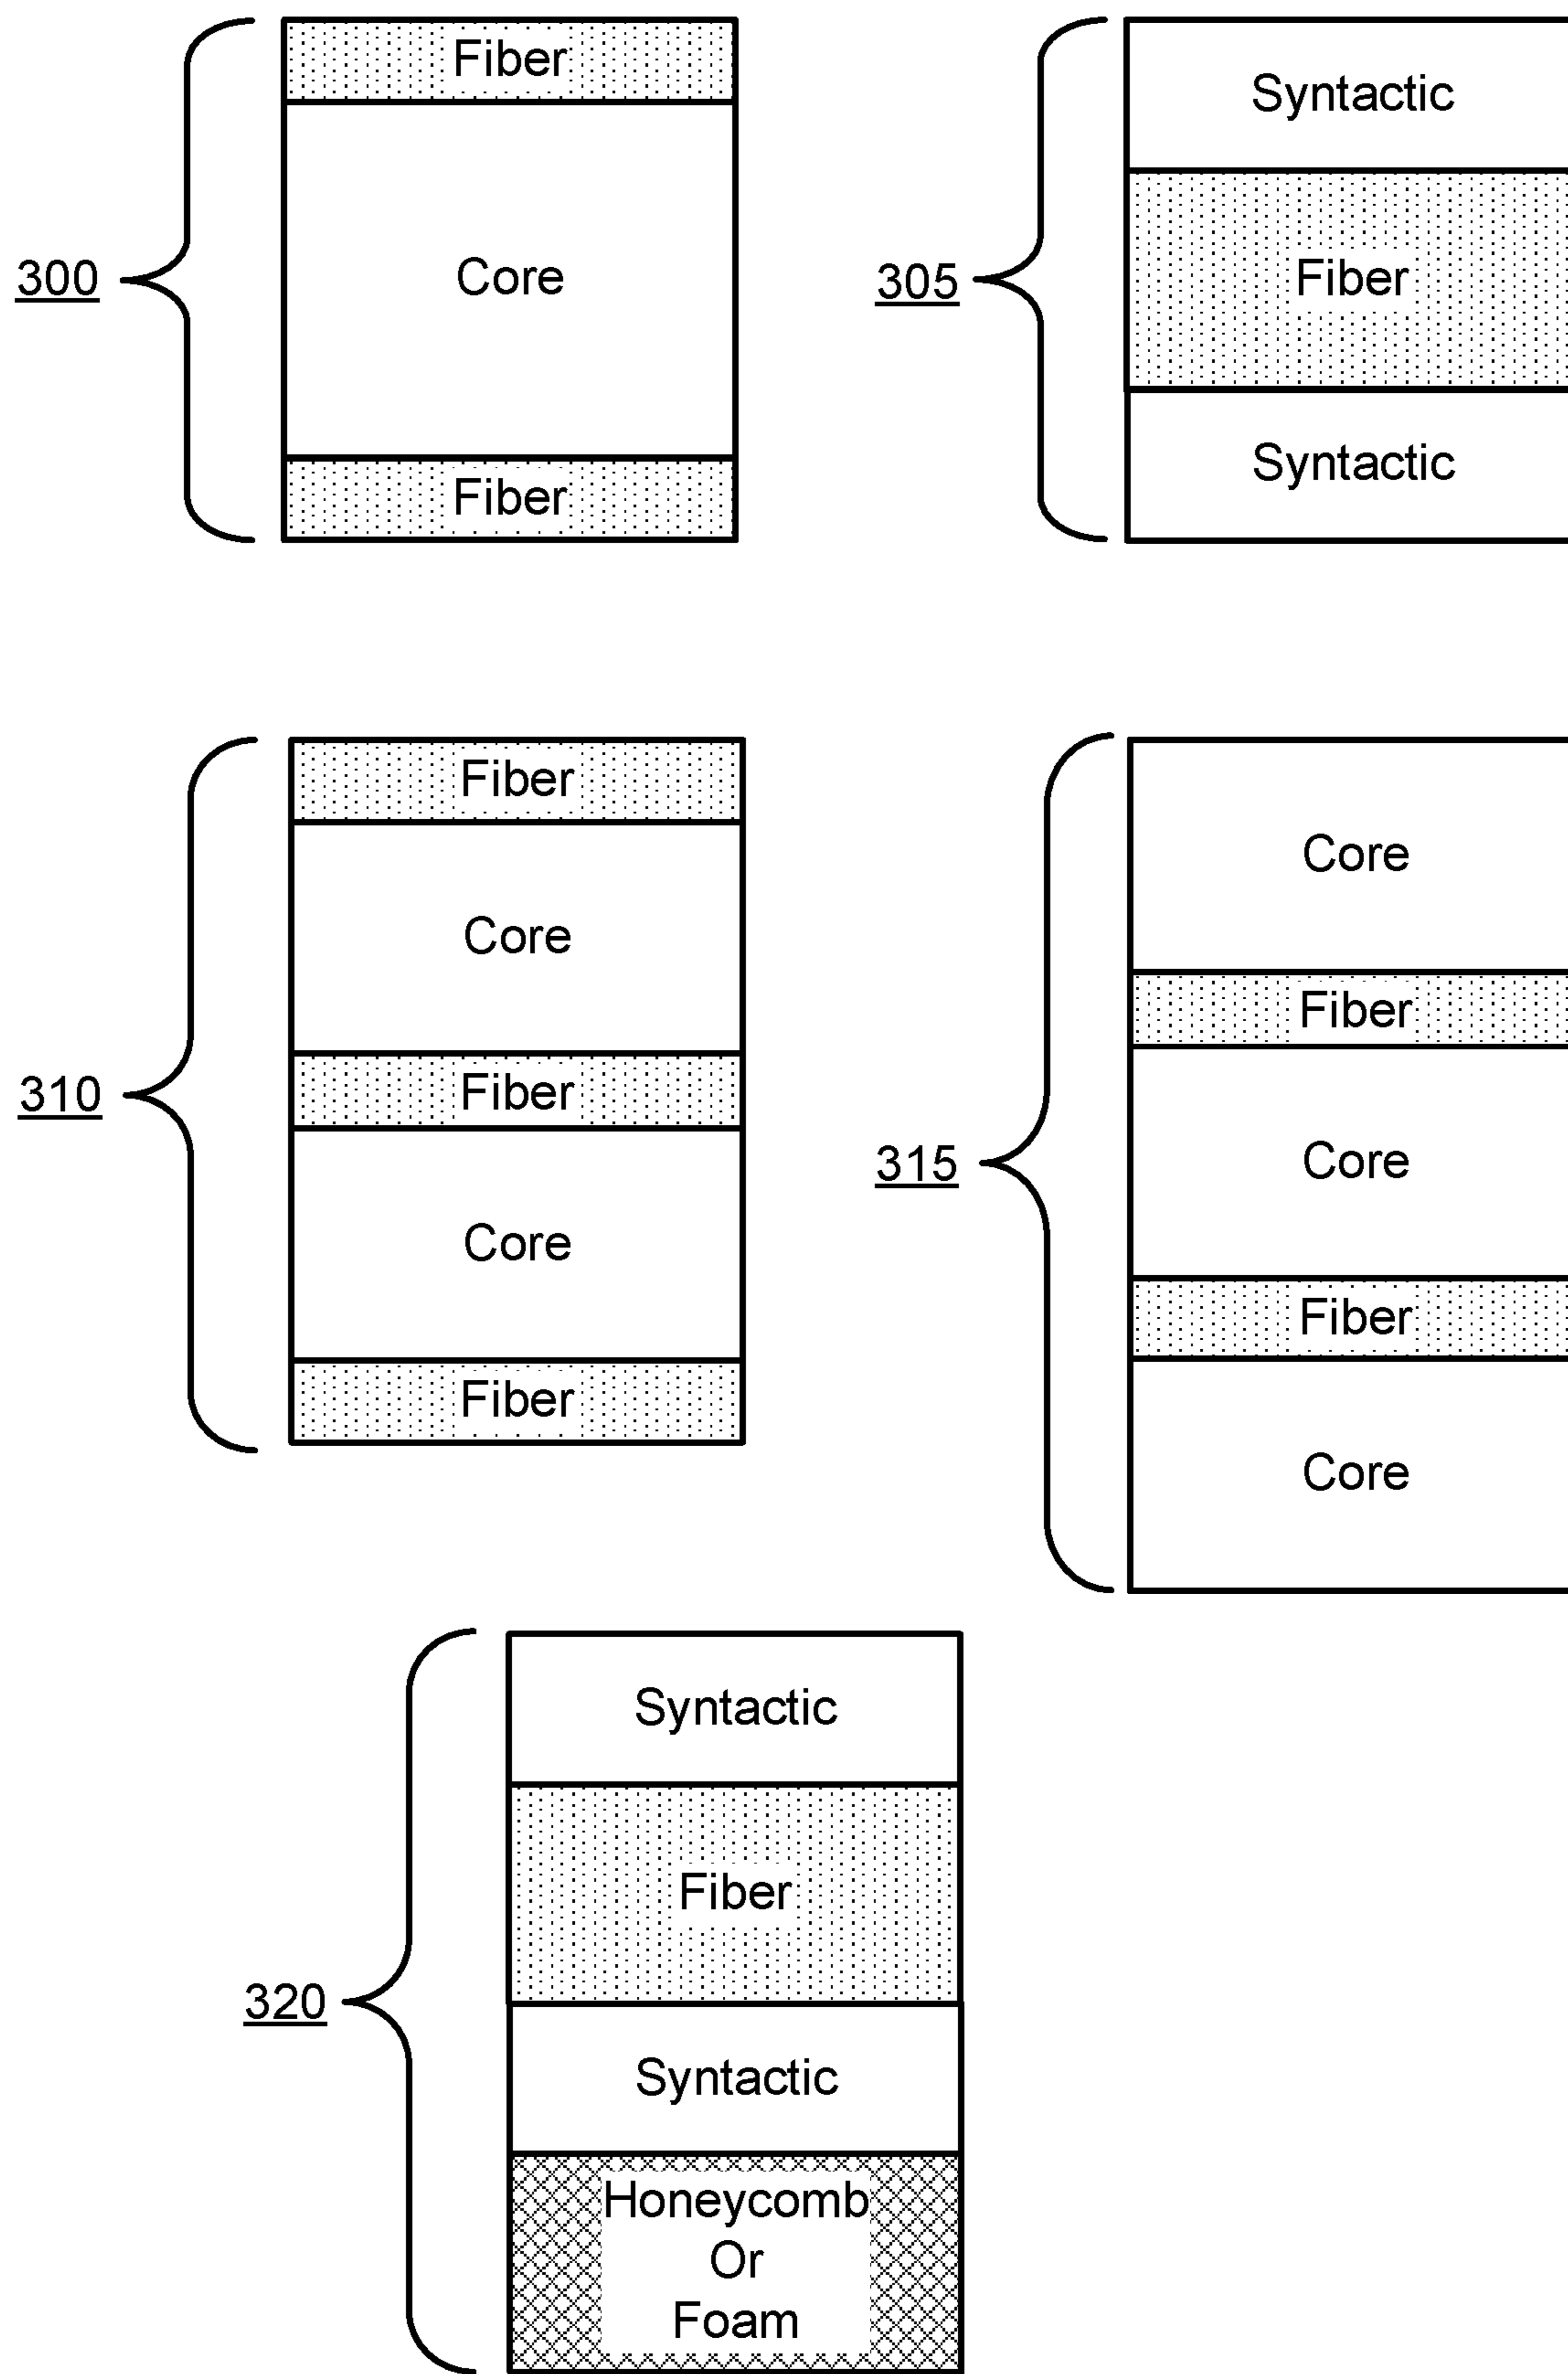 300
Fiber
Core
Fiber
305
Syntactic
Fiber
Syntactic
310
Fiber
Core
Fiber
Core
Fiber
315
Core
Fiber
Core
Fiber
Core
320
Syntactic
Fiber
Syntactic
Honeycomb
Or
Foam